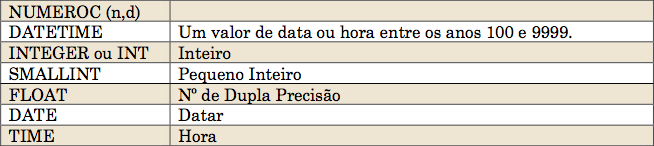 NUMEROC (n,d)
DATETIME Um valor de data ou hora entre os anos 100 e 9999.
INTEGER ou INT Inteiro
SMALLINT Pequeno Inteiro
FLOAT Nº de Dupla Precisão
DATE Datar
TIME Hora